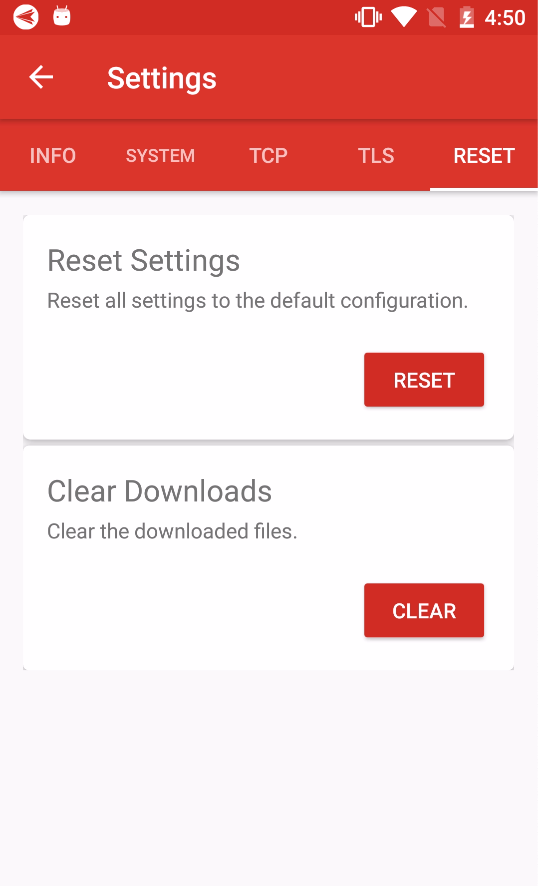 4:50
Settings
INFO SYSTEM TCP TLS RESET
Reset Settings
Reset all settings to the default configuration.
RESET
Clear Downloads
Clear the downloaded files.
CLEAR